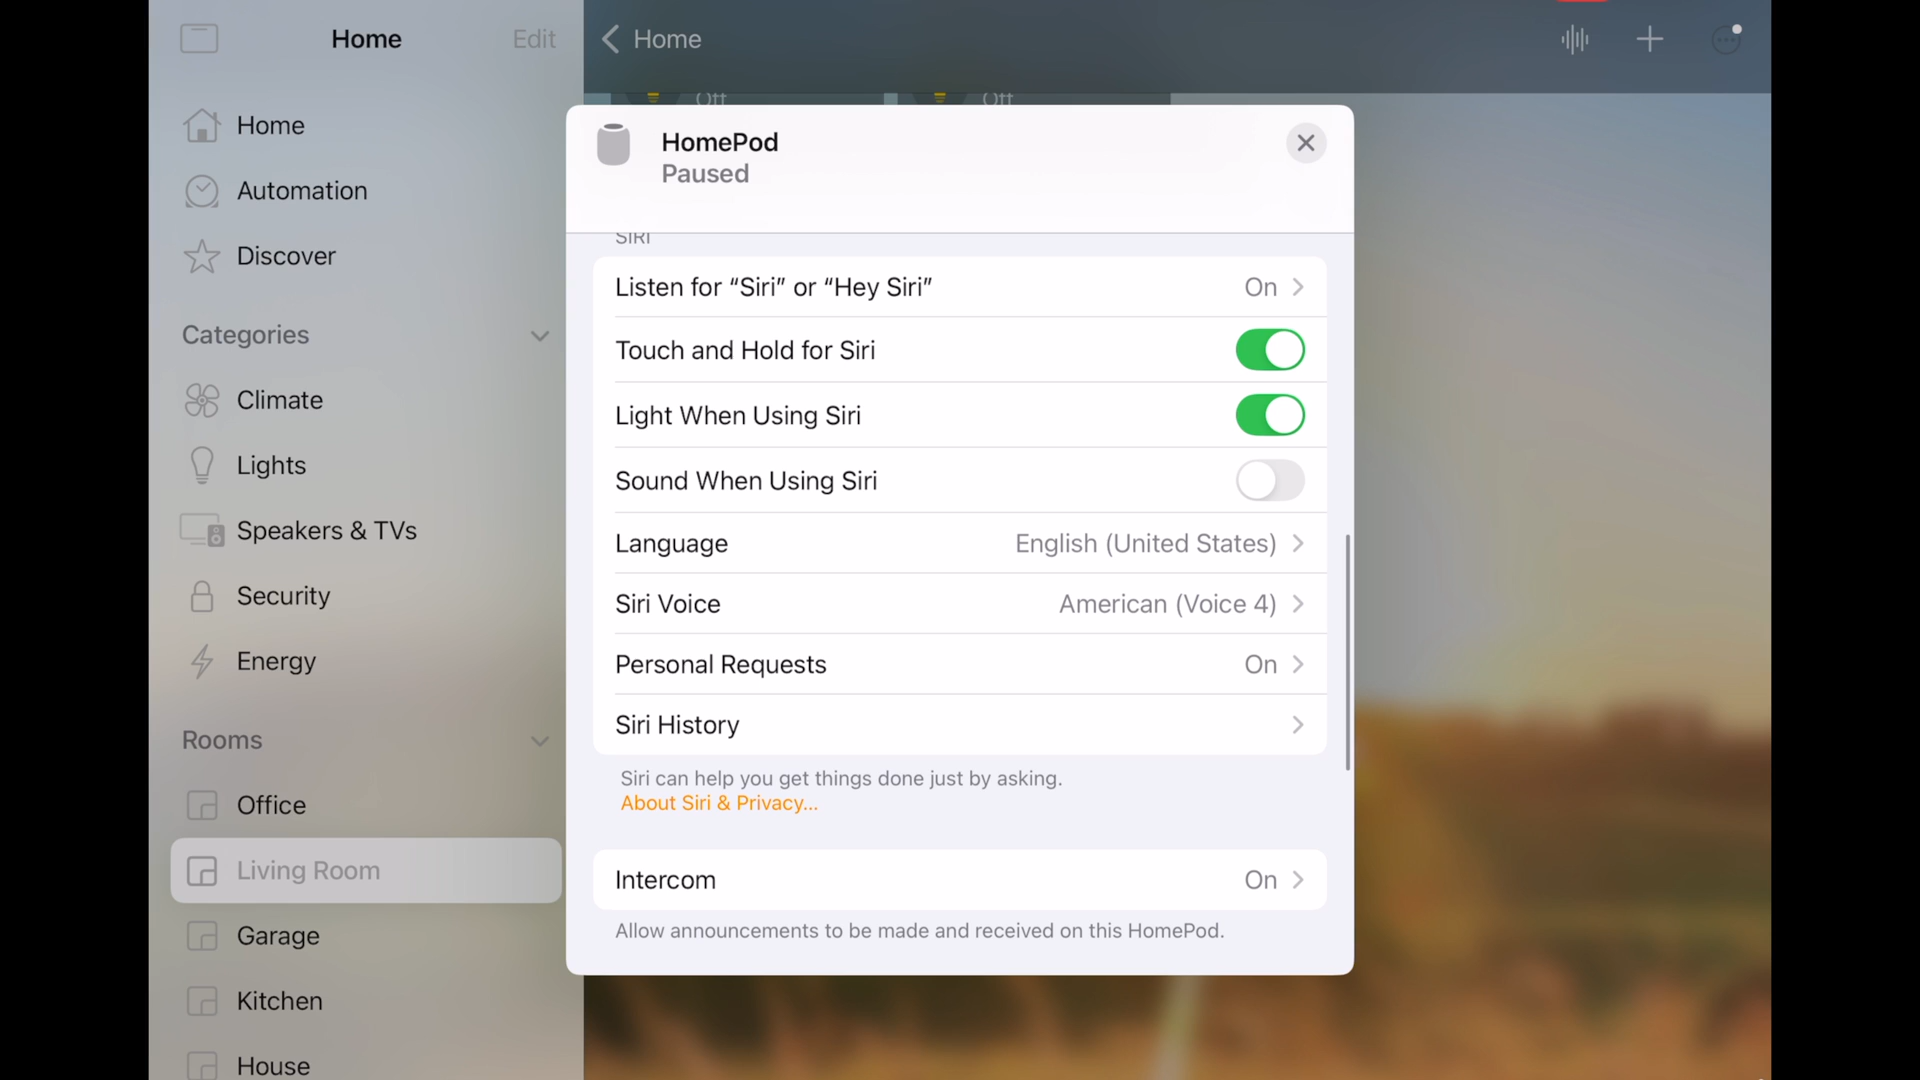 Home
Edit
Home
Automation
Discover
Categories
Climate
Lights
Speakers & TVs
Security
Energy
Rooms
Office
Living Room
Garage
Kitchen
House
Home
Off
Off
HomePod
Paused
SIRI
Listen for “Siri” or “Hey Siri”
On
Touch and Hold for Siri
Light When Using Siri
Sound When Using Siri
Language
English (United States)
Siri Voice
American (Voice 4)
Personal Requests
On
Siri History
Siri can help you get things done just by asking.
About Siri & Privacy...
Intercom
On
Allow announcements to be made and received on this HomePod.